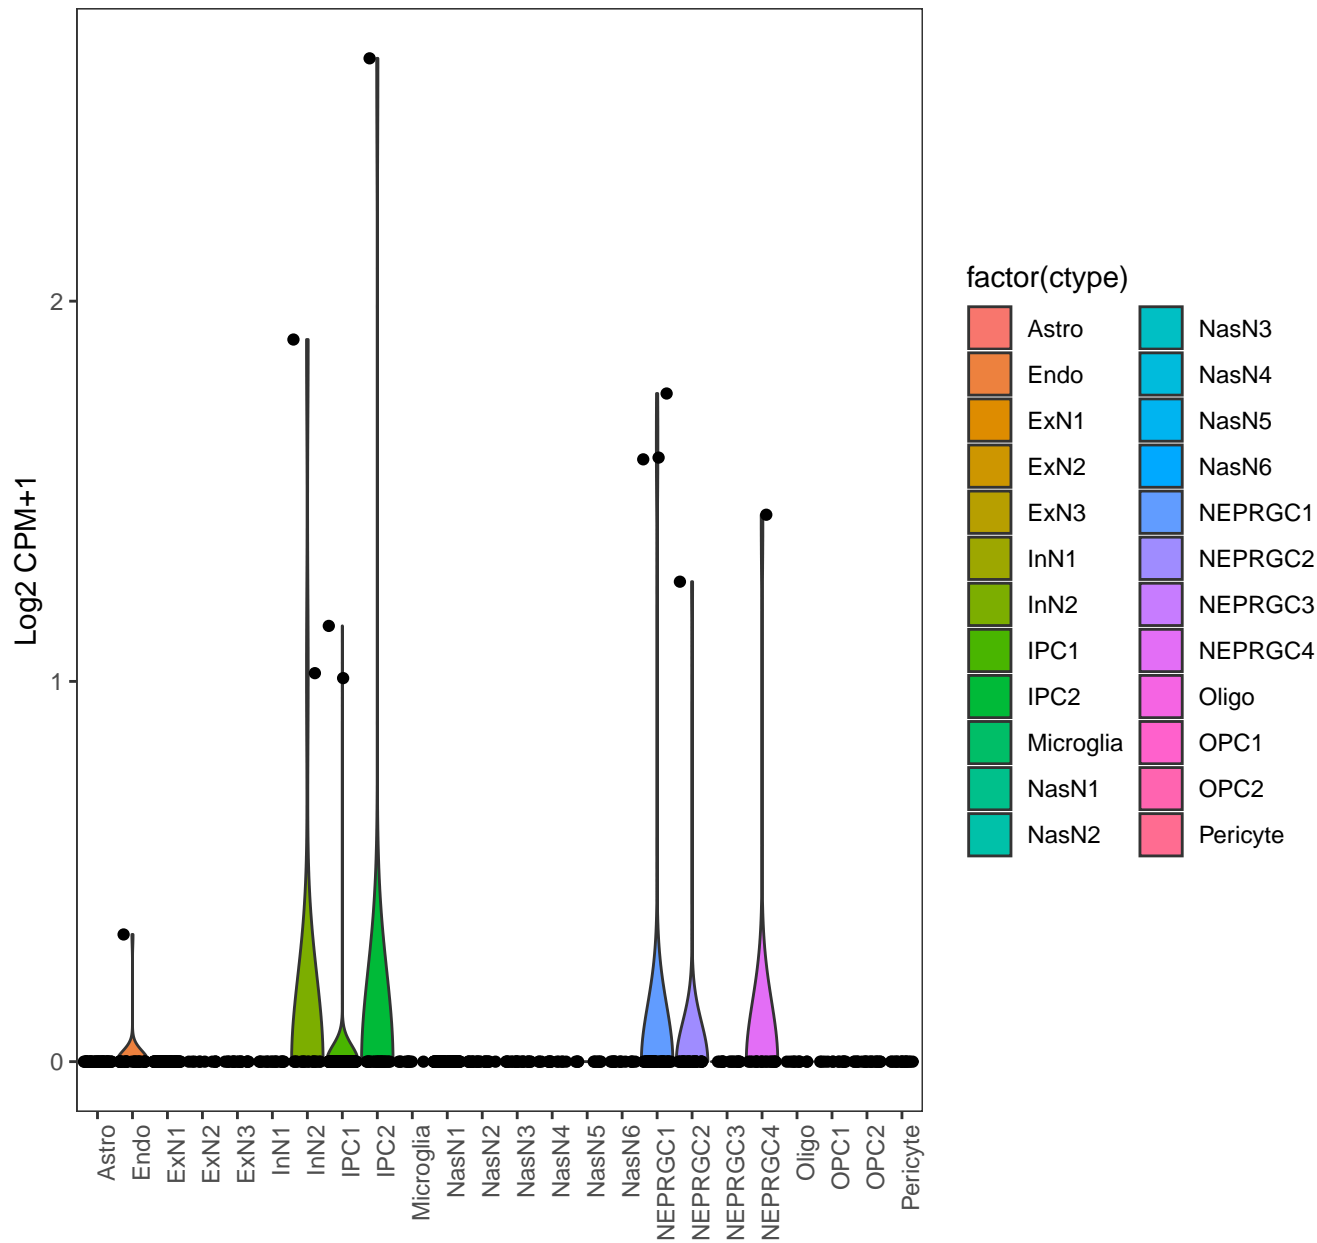 2
1
0
Log2 CPM+1
Astro
Endo
ExN1
ExN2
ExN3
InN1
InN2
IPC1
IPC2
Microglia
NasN1
NasN2
NasN3
NasN4
NasN5
NasN6
NEPRGC1
NEPRGC2
NEPRGC3
NEPRGC4
Oligo
OPC1
OPC2
Pericyte
factor(ctype)
Astro
Endo
ExN1
ExN2
ExN3
InN1
InN2
IPC1
IPC2
Microglia
NasN1
NasN2
NasN3
NasN4
NasN5
NasN6
NEPRGC1
NEPRGC2
NEPRGC3
NEPRGC4
Oligo
OPC1
OPC2
Pericyte